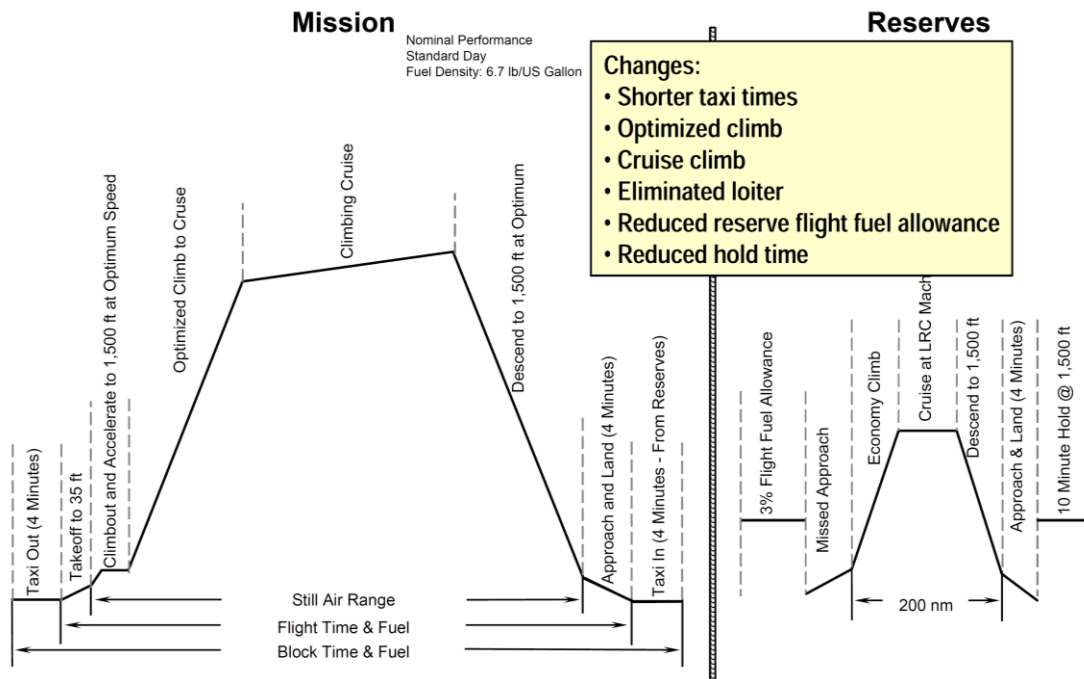 Mission
Reserves
Nominal Performance
Standard Day
Fuel Density: 6.7 lb/US Gallon
Changes:
• Shorter taxi times
• Optimized climb
• Cruise climb
• Eliminated loiter
• Reduced reserve flight fuel allowance
• Reduced hold time
Taxi Out (4 Minutes)
Takeoff to 35 ft
Climbout and Accelerate to 1,500 ft at Optimum Speed
Optimized Climb to Cruse
Climbing Cruise
Descend to 1,500 ft at Optimum
Approach and Land (4 Minutes)
Taxi In (4 Minutes - From Reserves)
3% Flight Fuel Allowance
Missed Approach
Economy Climb
Cruise at LRC Mach
Descend to 1,500 ft
Approach & Land (4 Minutes)
10 Minute Hold @ 1,500 ft
Still Air Range
Flight Time & Fuel
Block Time & Fuel
200 nm